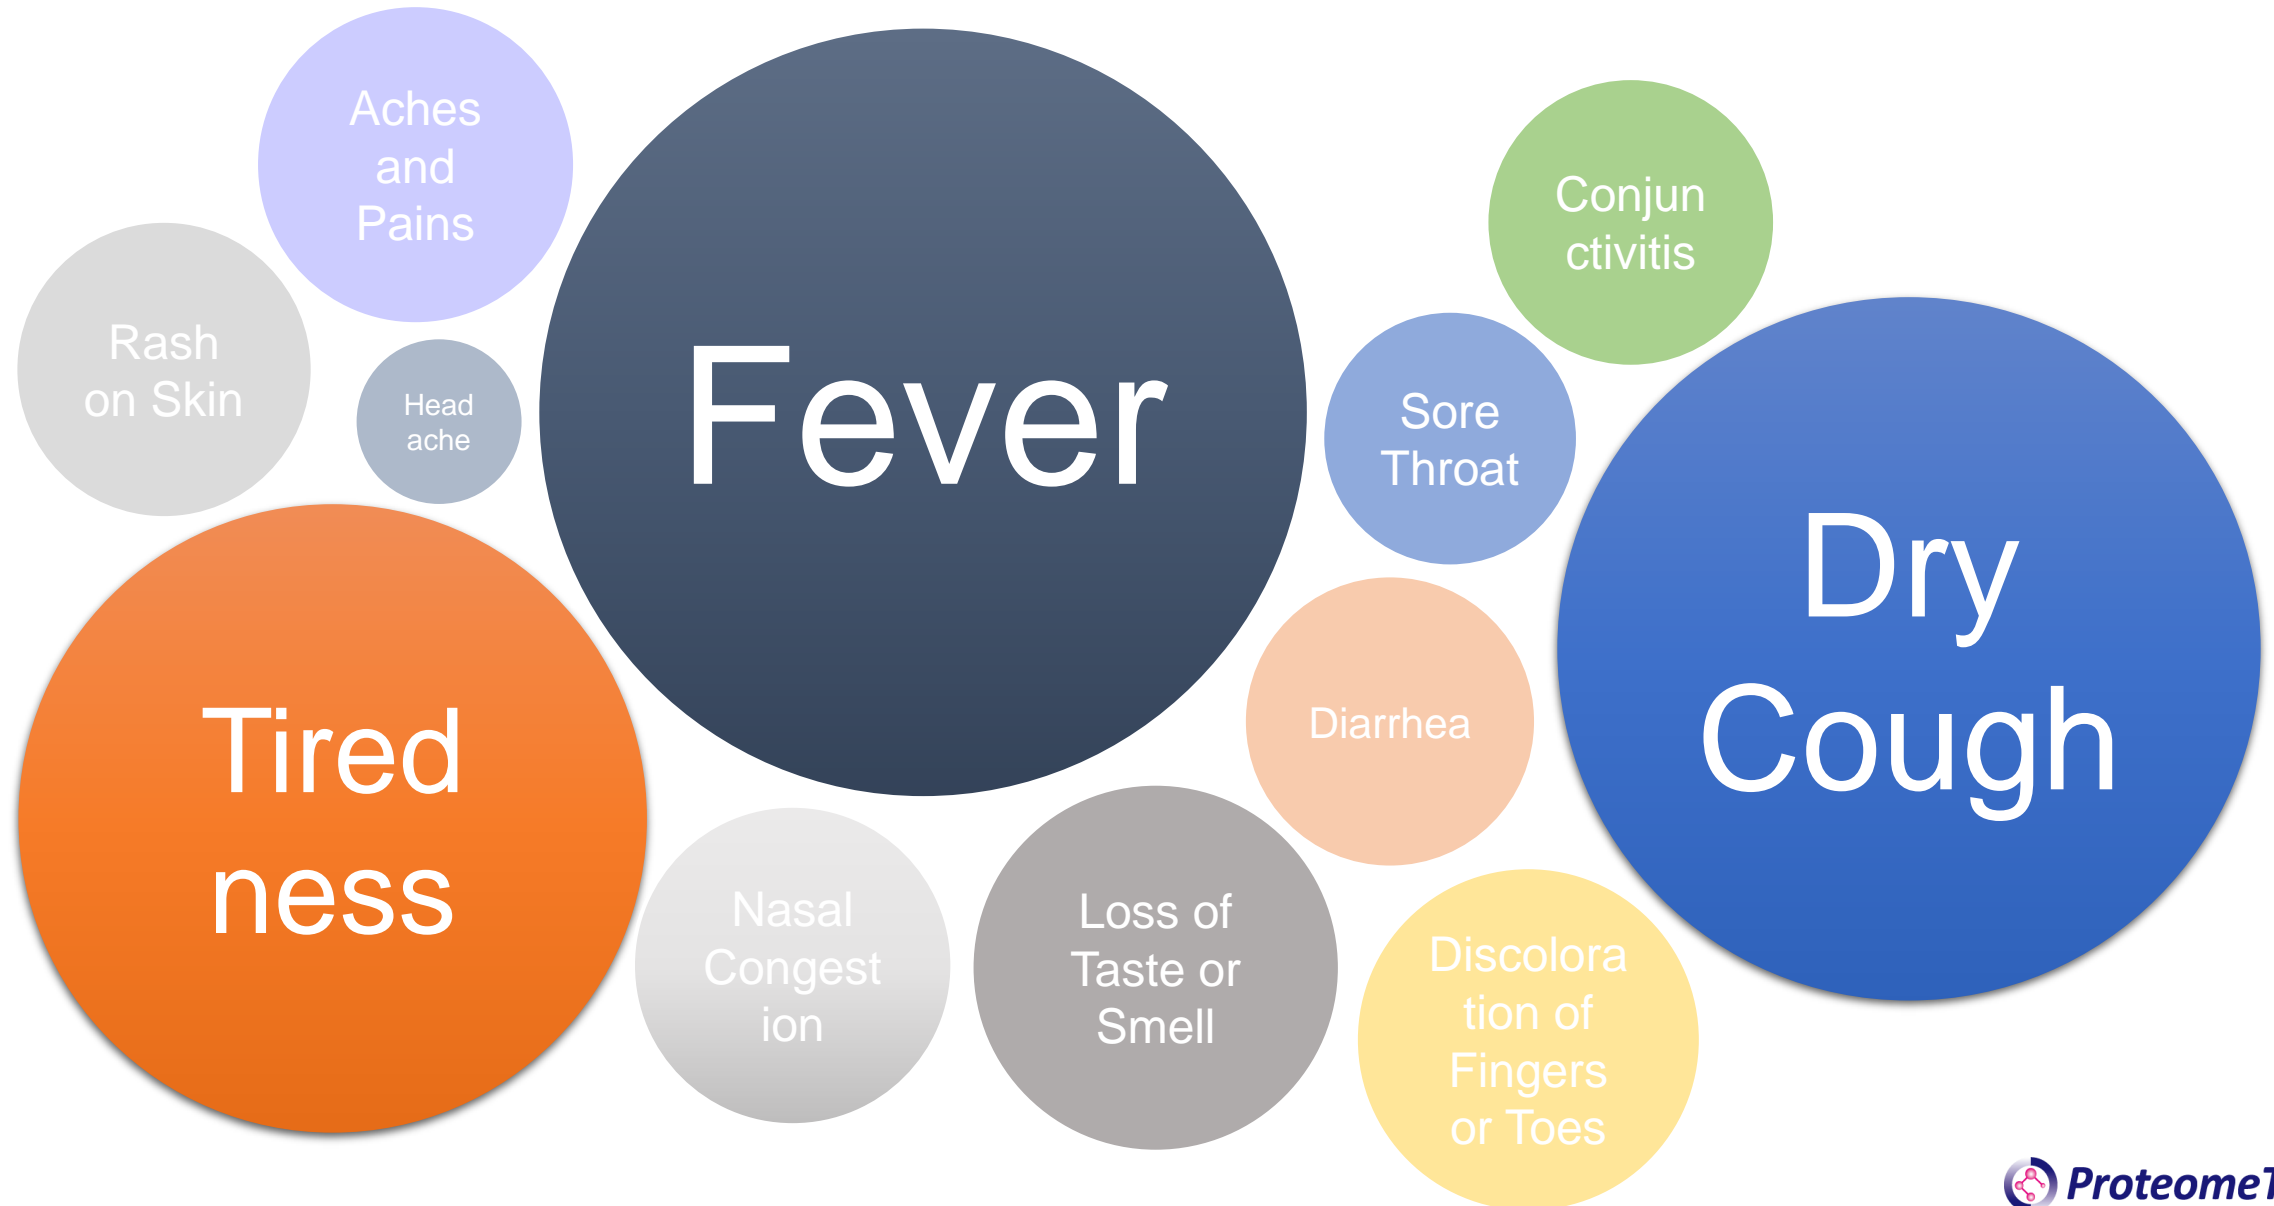 Aches
and
Pains
Rash
on Skin
Head
ache
Fever
Conjun
ctivitis
Sore
Throat
Dry
Cough
Tired
ness
Diarrhea
Nasal
Congest
ion
Loss of
Taste or
Smell
Discolora
tion of
Fingers
or Toes
ProteomeT